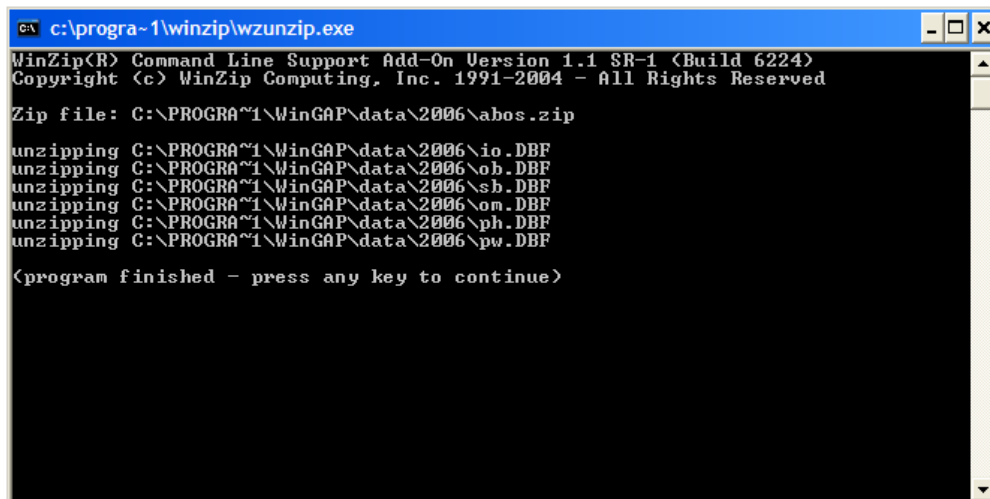 c:\progra~1\winzip\wzunzip.exe
WinZip(R) Command Line Support Add-On Version 1.1 SR-1 (Build 6224)
Copyright (c) WinZip Computing, Inc. 1991-2004 - All Rights Reserved
Zip file: C:\PROGRA~1\WinGAP\data\2006\abos.zip
unzipping C:\PROGRA~1\WinGAP\data\2006\io.DBF
unzipping C:\PROGRA~1\WinGAP\data\2006\ob.DBF
unzipping C:\PROGRA~1\WinGAP\data\2006\sb.DBF
unzipping C:\PROGRA~1\WinGAP\data\2006\om.DBF
unzipping C:\PROGRA~1\WinGAP\data\2006\ph.DBF
unzipping C:\PROGRA~1\WinGAP\data\2006\pw.DBF
(program finished - press any key to continue)